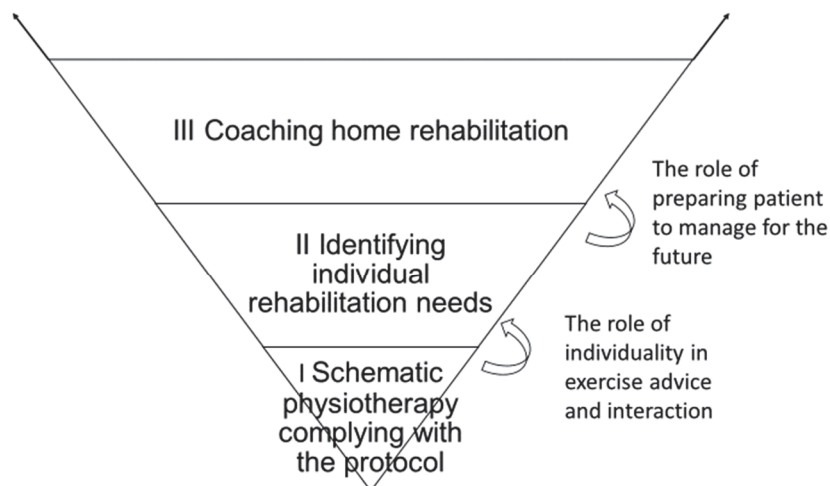 III Coaching home rehabilitation
The role of
preparing patient
to manage for the
future
II Identifying
individual
rehabilitation needs
The role of
individuality in
exercise advice
and interaction
I Schematic
physiotherapy
complying with
the protocol